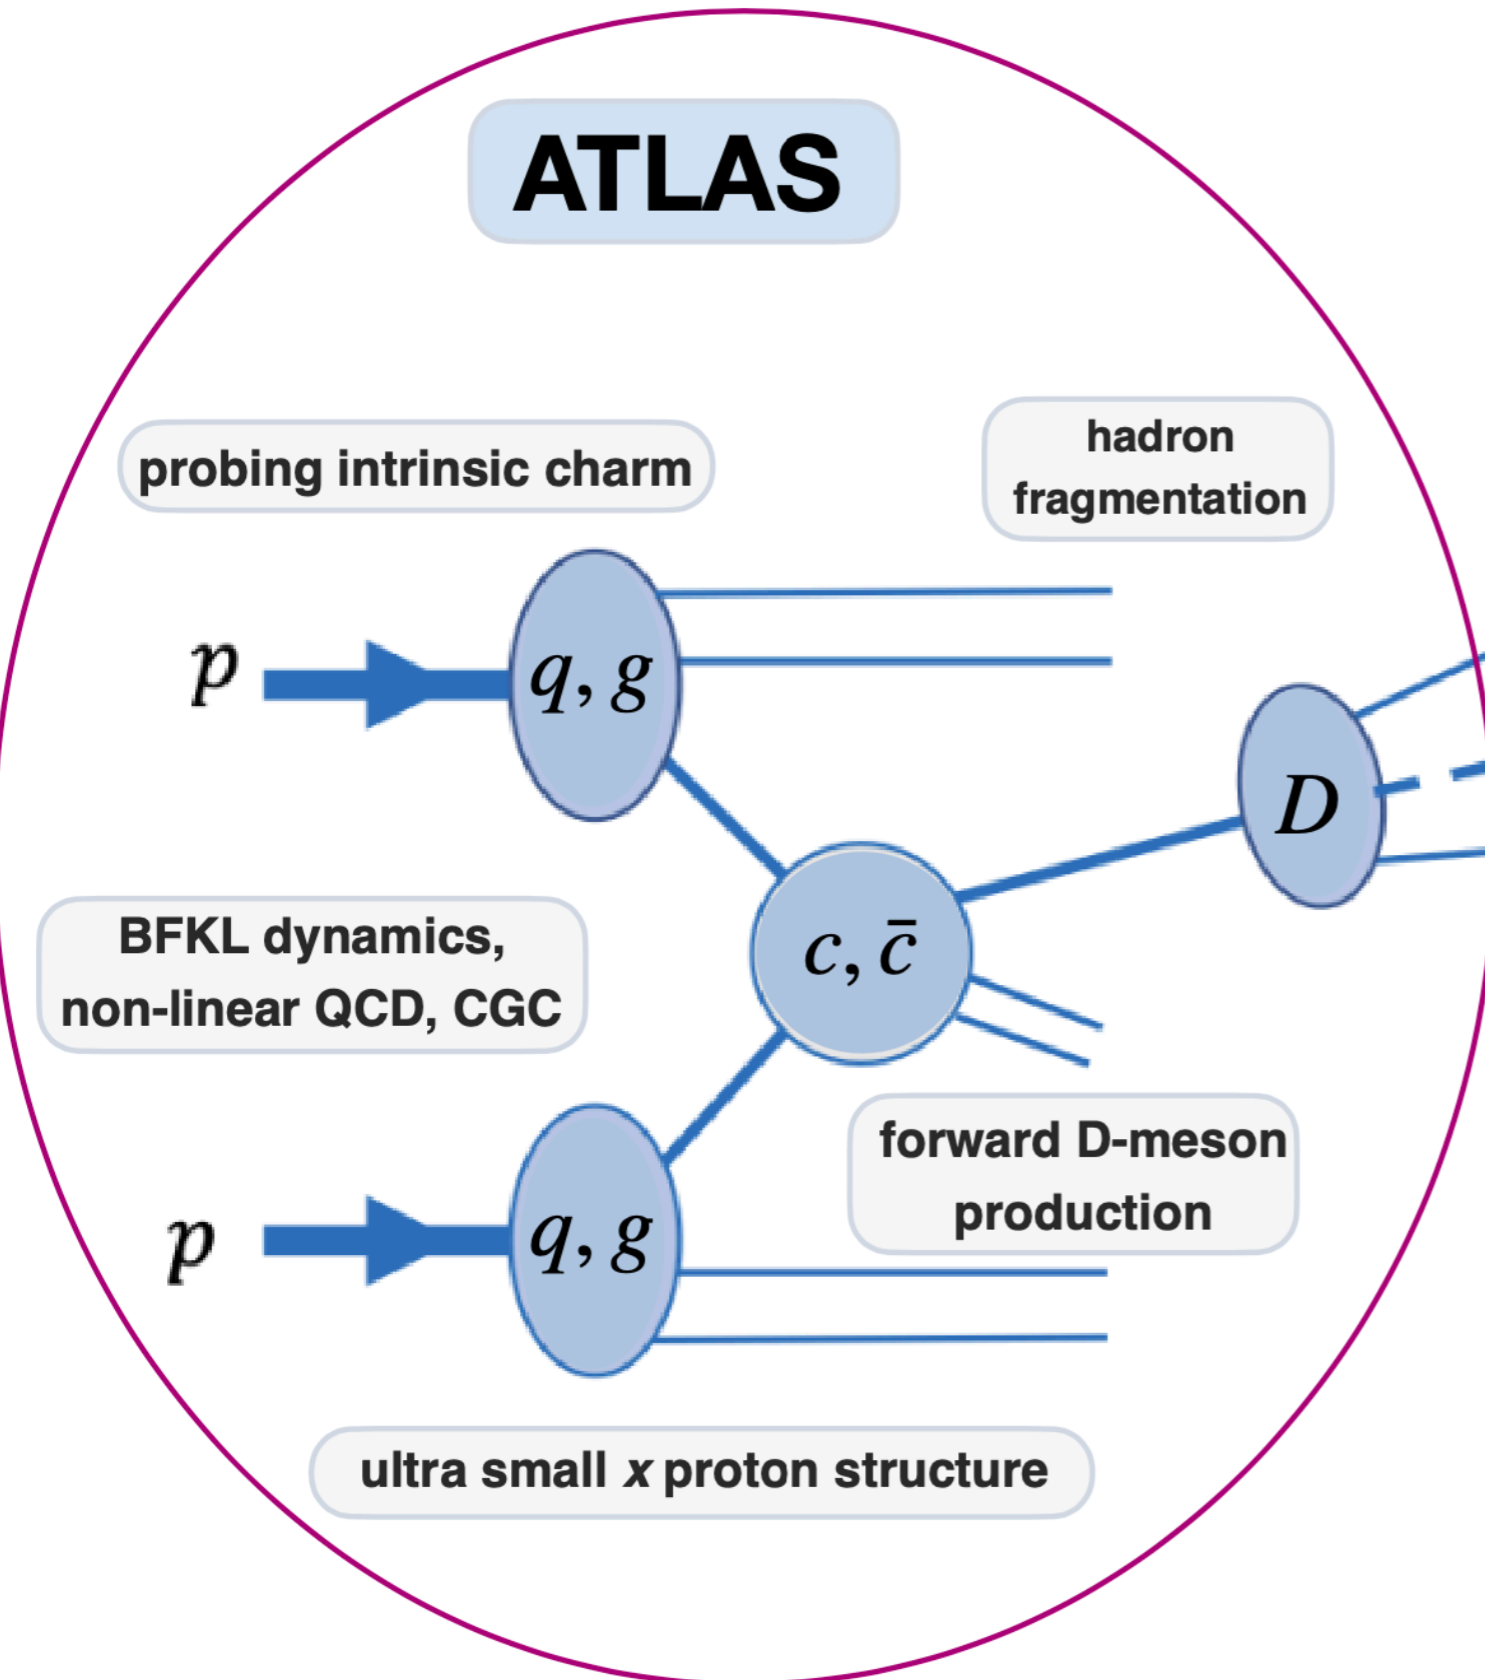 ATLAS
probing intrinsic charm
hadron
fragmentation
p
q, g
D
BFKL dynamics,
non-linear QCD, CGC
c, c̄
forward D-meson
production
p
q, g
ultra small x proton structure